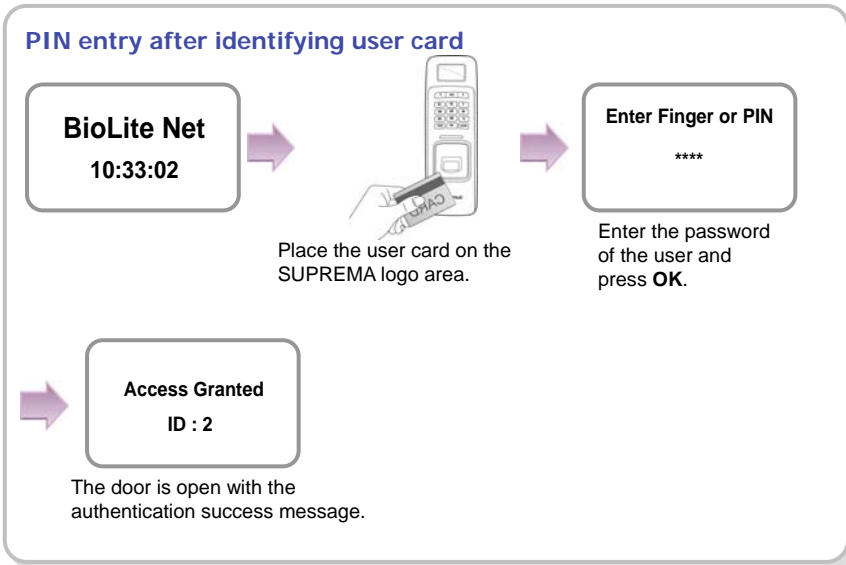 PIN entry after identifying user card
BioLite Net
10:33:02
CARD
Place the user card on the
SUPREMA logo area.
Enter Finger or PIN
****
Enter the password
of the user and
press OK.
Access Granted
ID : 2
The door is open with the
authentication success message.